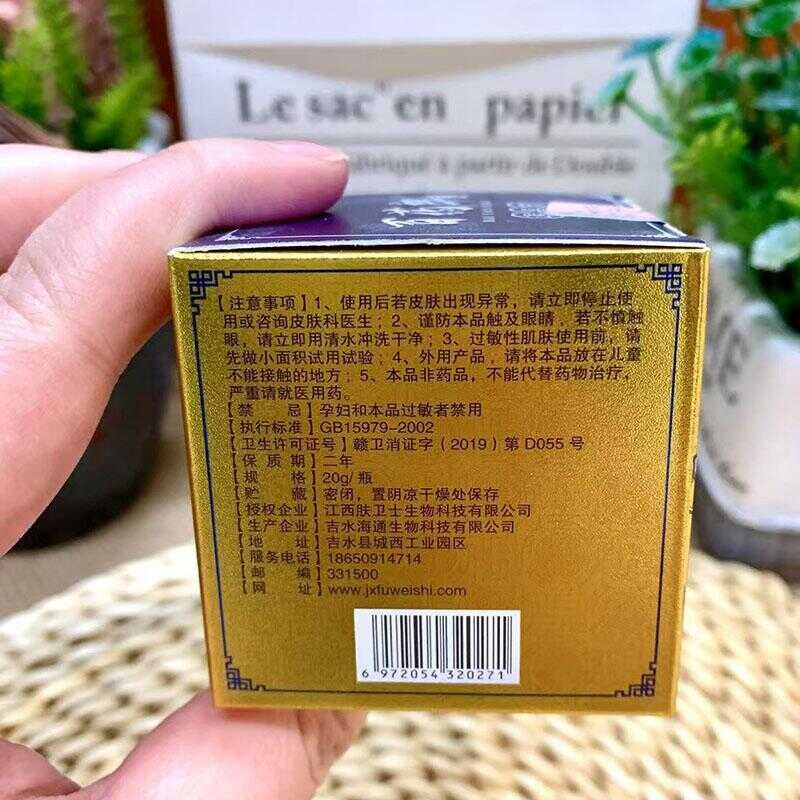 Le sac'en papier
【注意事项】1、使用后若皮肤出现异常，请立即停止使
用或咨询皮肤科医生；2、谨防本品触及眼睛，若不慎触
眼，请立即用清水冲洗干净；3、过敏性肌肤使用前，请
先做小面积试用试验；4、外用产品，请将本品放在儿童
不能接触的地方；5、本品非药品，不能代替药物治疗，
严重请就医用药。
【禁 忌】孕妇和本品过敏者禁用
【执行标准】GB15979-2002
【卫生许可证号】赣卫消证字（2019）第 D055 号
【保 质 期】二年
【规 格】20g/ 瓶
【贮 藏】密闭，置阴凉干燥处保存
【授权企业】江西肤卫士生物科技有限公司
【生产企业】吉水海通生物科技有限公司
【地 址】吉水县城西工业园区
【服务电话】18650914714
【邮 编】331500
【网 址】www.jxfuweishi.com
6 972054 320271